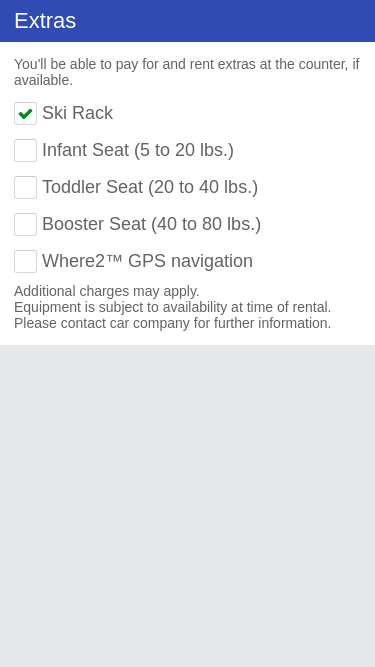 Extras
You'll be able to pay for and rent extras at the counter, if
available.
Ski Rack
Infant Seat (5 to 20 lbs.)
Toddler Seat (20 to 40 lbs.)
Booster Seat (40 to 80 lbs.)
Where2™ GPS navigation
Additional charges may apply.
Equipment is subject to availability at time of rental.
Please contact car company for further information.